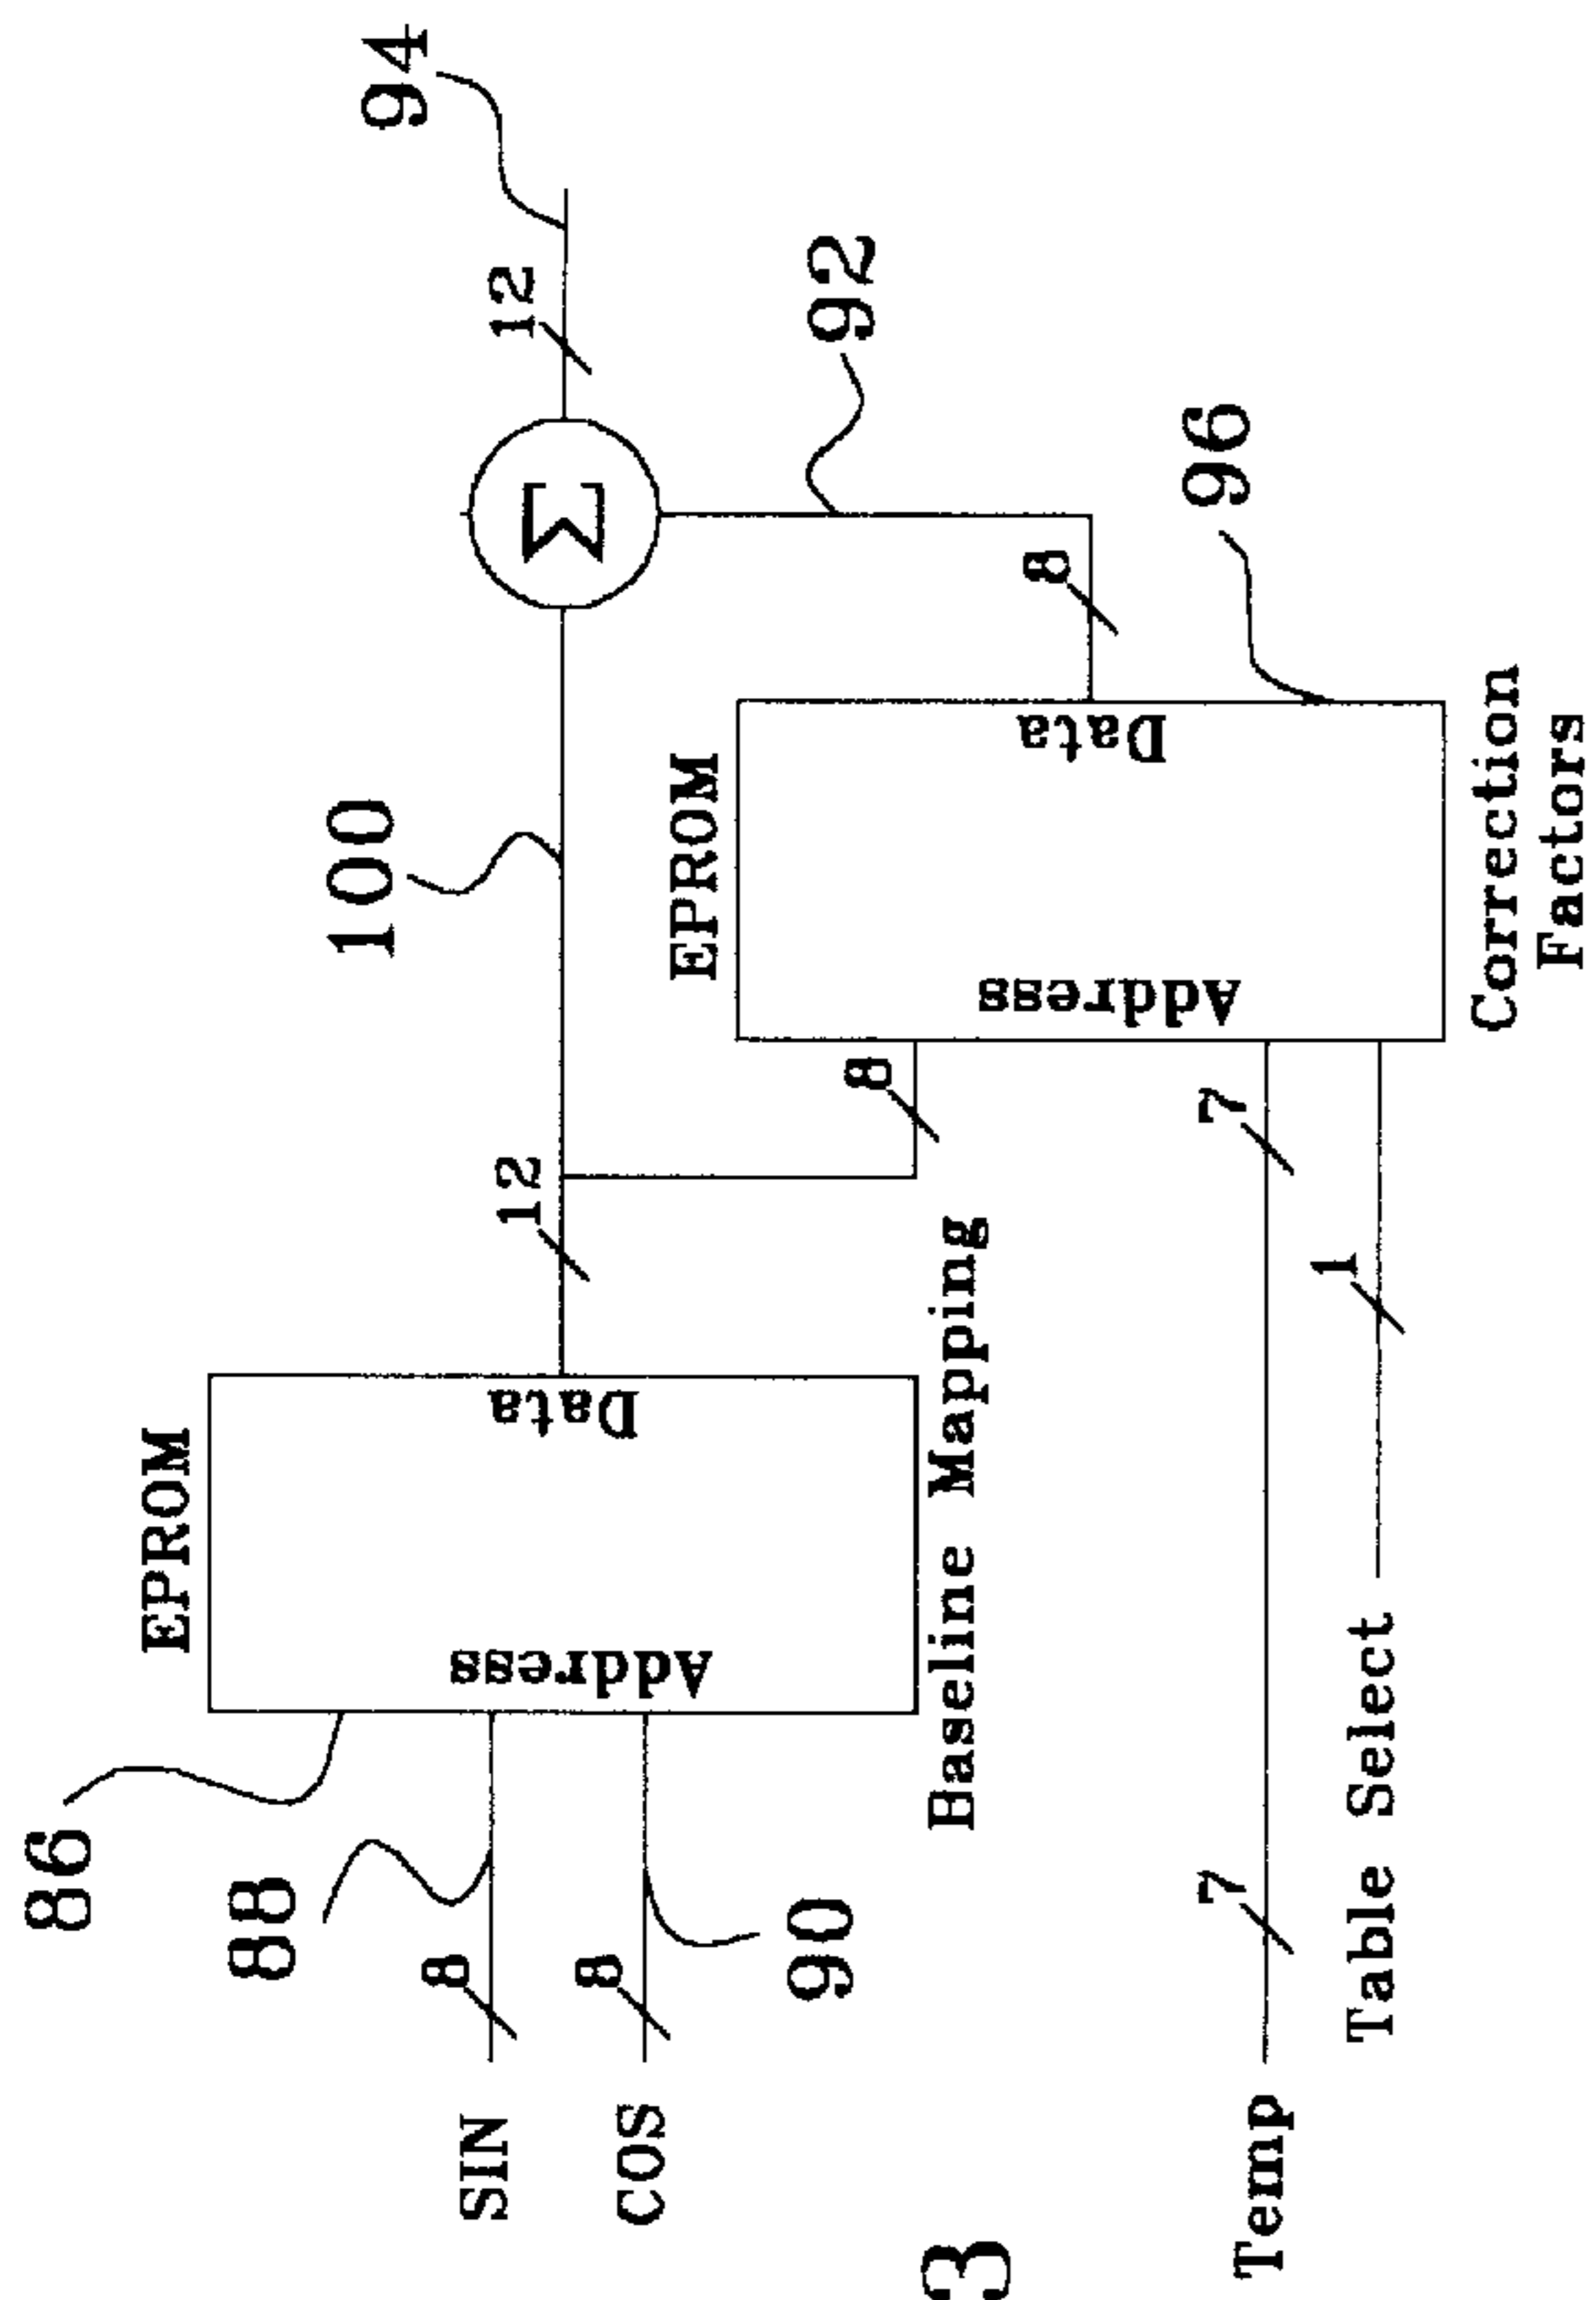 86
EPROM
88
SIN
8
Address
Data
COS
8
90
Baseline Mapping
12
100
Σ
12
94
92
EPROM
8
Address
Data
8
96
Temp
7
7
Table Select
1
Correction
Factors
3